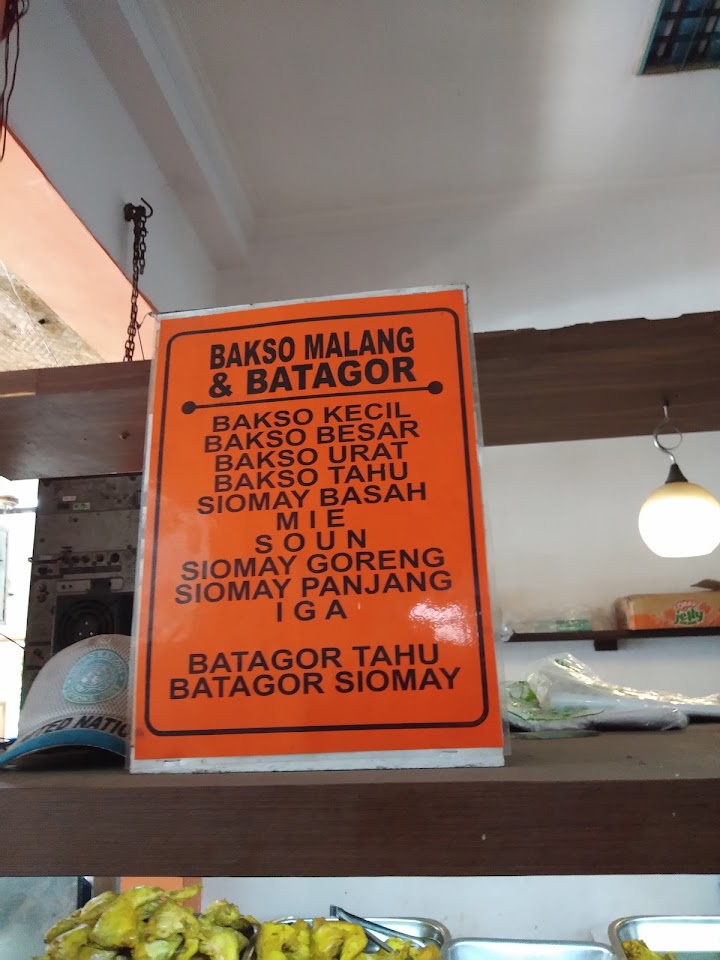 BAKSO MALANG
& BATAGOR
BAKSO KECIL
BAKSO BESAR
BAKSO URAT
BAKSO TAHU
SIOMAY BASAH
MIE
SOUN
SIOMAY GORENG
SIOMAY PANJANG
IGA
BATAGOR TAHU
BATAGOR SIOMAY
jelly